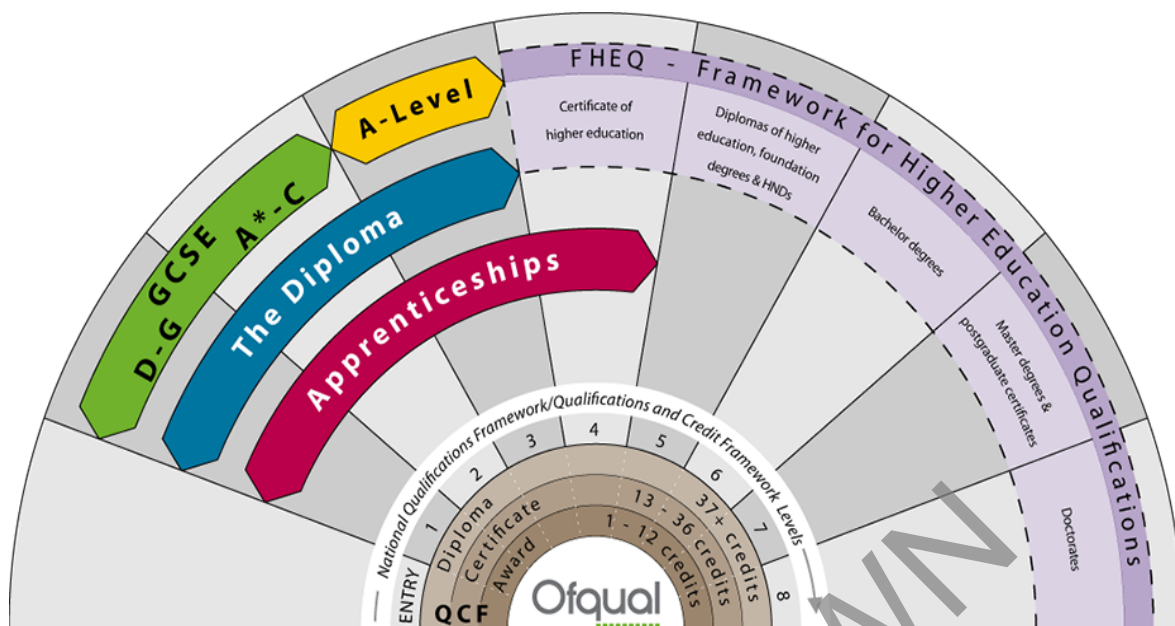 FHEQ - Framework for Higher Education Qualifications
A-Level
GCSE
D-G A*-C
The Diploma
Apprenticeships
Certificate of
higher education
Diplomas of higher
education, foundation
degrees & HNDs
Bachelor degrees
Master degrees &
postgraduate certificates
Doctorates
National Qualifications Framework/Qualifications and Credit Framework Levels
ENTRY
1
2
3
4
5
6
7
8
Diploma
37+ credits
Certificate
13 - 36 credits
Award
1 - 12 credits
QCF
Ofqual
WN